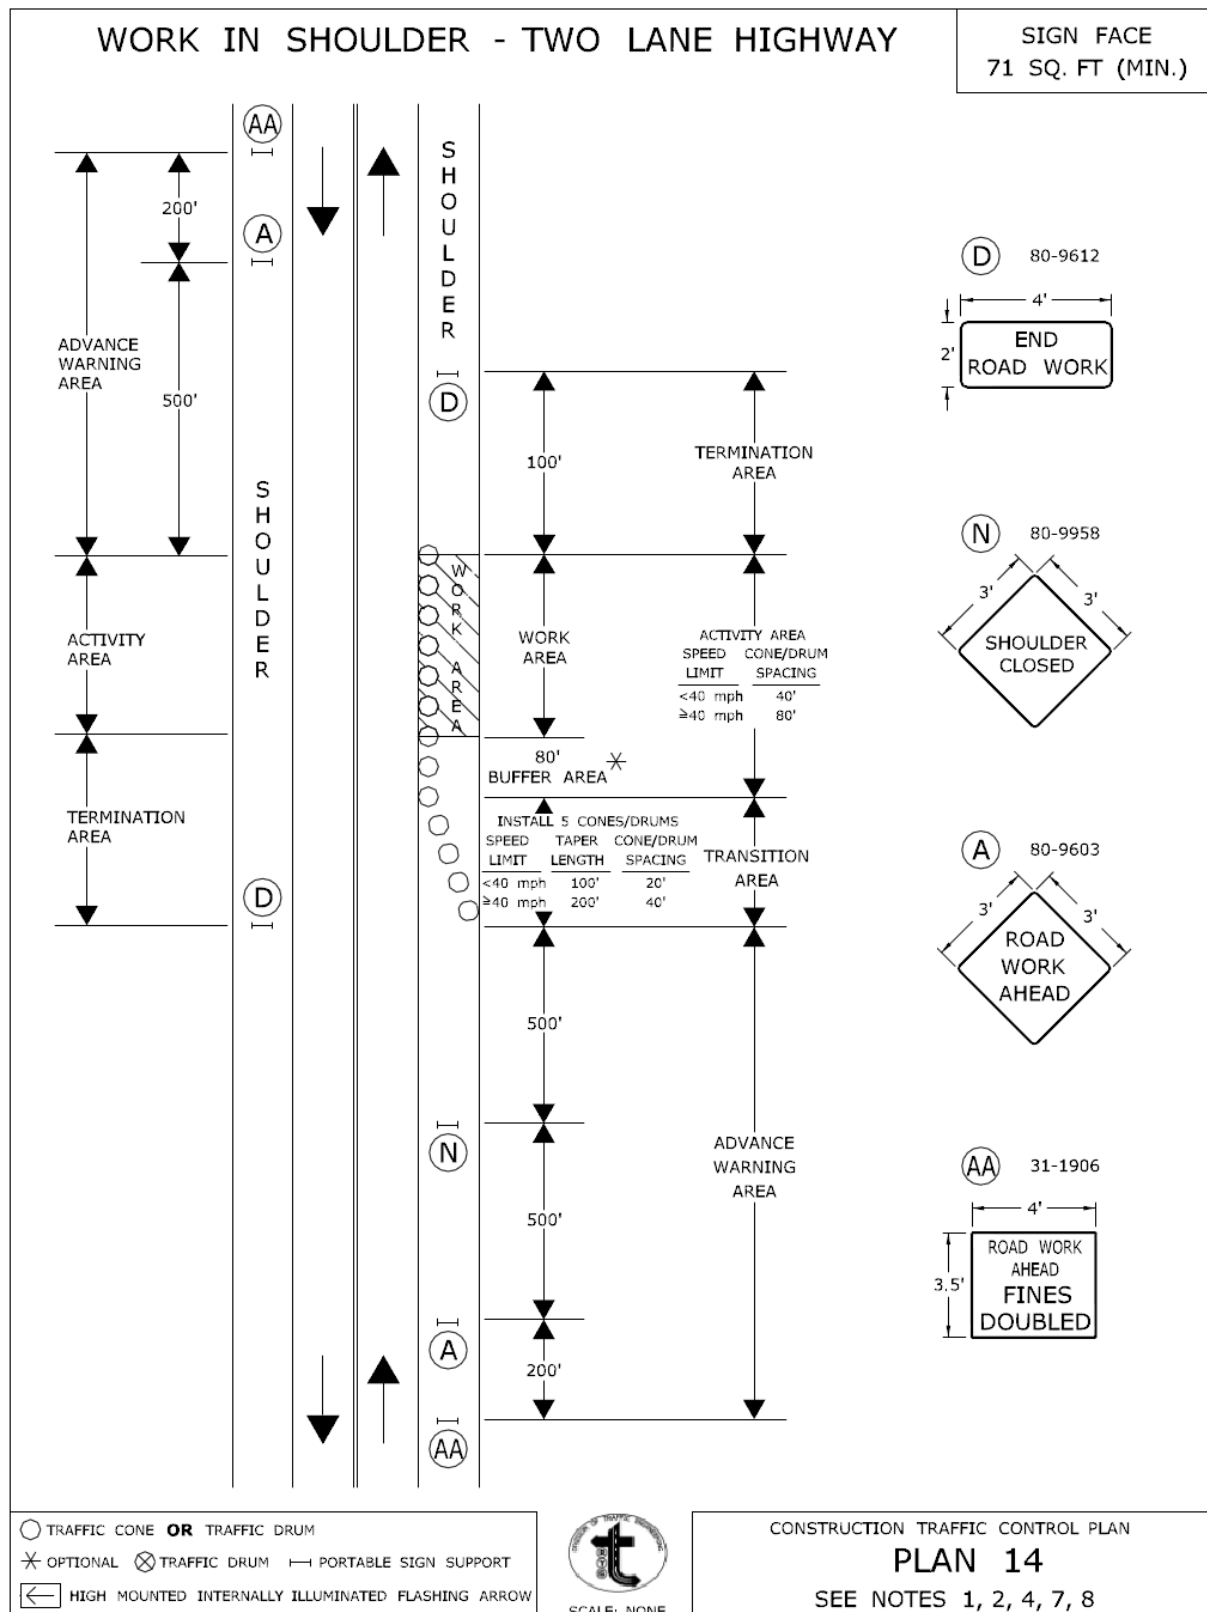 WORK IN SHOULDER - TWO LANE HIGHWAY
SIGN FACE
71 SQ. FT (MIN.)
AA
SHOULDER
200'
A
D 80-9612
4'
END
ROAD WORK
2'
ADVANCE
WARNING
AREA
500'
D
100'
TERMINATION
AREA
SHOULDER
N 80-9958
3' 3'
SHOULDER
CLOSED
WORK AREA
ACTIVITY
AREA
WORK
AREA
ACTIVITY AREA
SPEED CONE/DRUM
LIMIT SPACING
<40 mph 40'
≧40 mph 80'
80'
BUFFER AREA *
TERMINATION
AREA
INSTALL 5 CONES/DRUMS
SPEED TAPER CONE/DRUM
LIMIT LENGTH SPACING
<40 mph 100' 20'
≧40 mph 200' 40'
TRANSITION
AREA
D
A 80-9603
3' 3'
ROAD
WORK
AHEAD
500'
N
500'
ADVANCE
WARNING
AREA
A
200'
AA
AA 31-1906
4'
3.5'
ROAD WORK
AHEAD
FINES
DOUBLED
TRAFFIC CONE OR TRAFFIC DRUM
* OPTIONAL TRAFFIC DRUM PORTABLE SIGN SUPPORT
HIGH MOUNTED INTERNALLY ILLUMINATED FLASHING ARROW
DIVISION OF TRAFFIC ENGINEERING
SCALE: NONE
CONSTRUCTION TRAFFIC CONTROL PLAN
PLAN 14
SEE NOTES 1, 2, 4, 7, 8